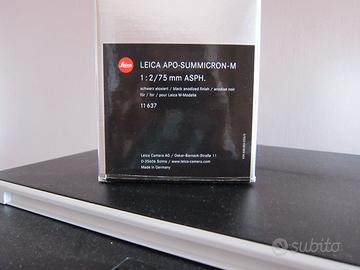 Leica
LEICA APO-SUMMICRON-M
1:2/75 mm ASPH.
schwarz eloxiert / black anodized finish / anodisé noir
für / for / pour Leica M-Modelle
11 637
Leica Camera AG / Oskar-Barnack-Straße 11
D-35606 Solms / www.leica-camera.com
Made in Germany
subito